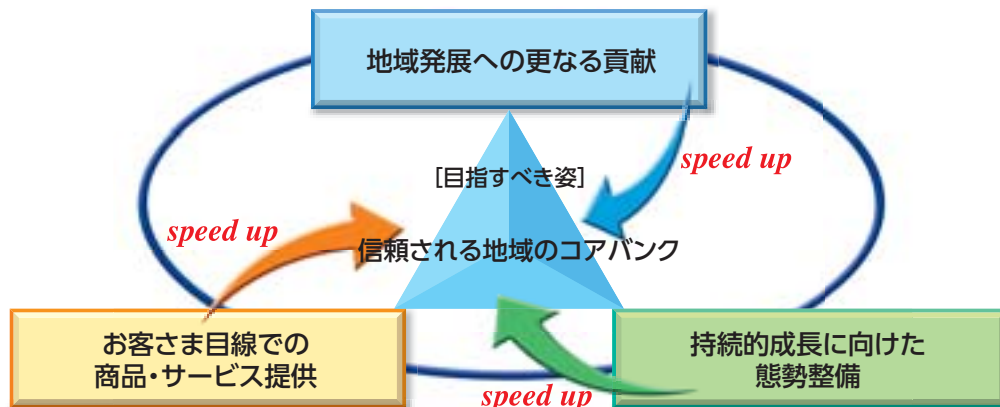 地域発展への更なる貢献
speed up
[目指すべき姿]
speed up
信頼される地域のコアバンク
お客さま目線での
商品・サービス提供
持続的成長に向けた
態勢整備
speed up